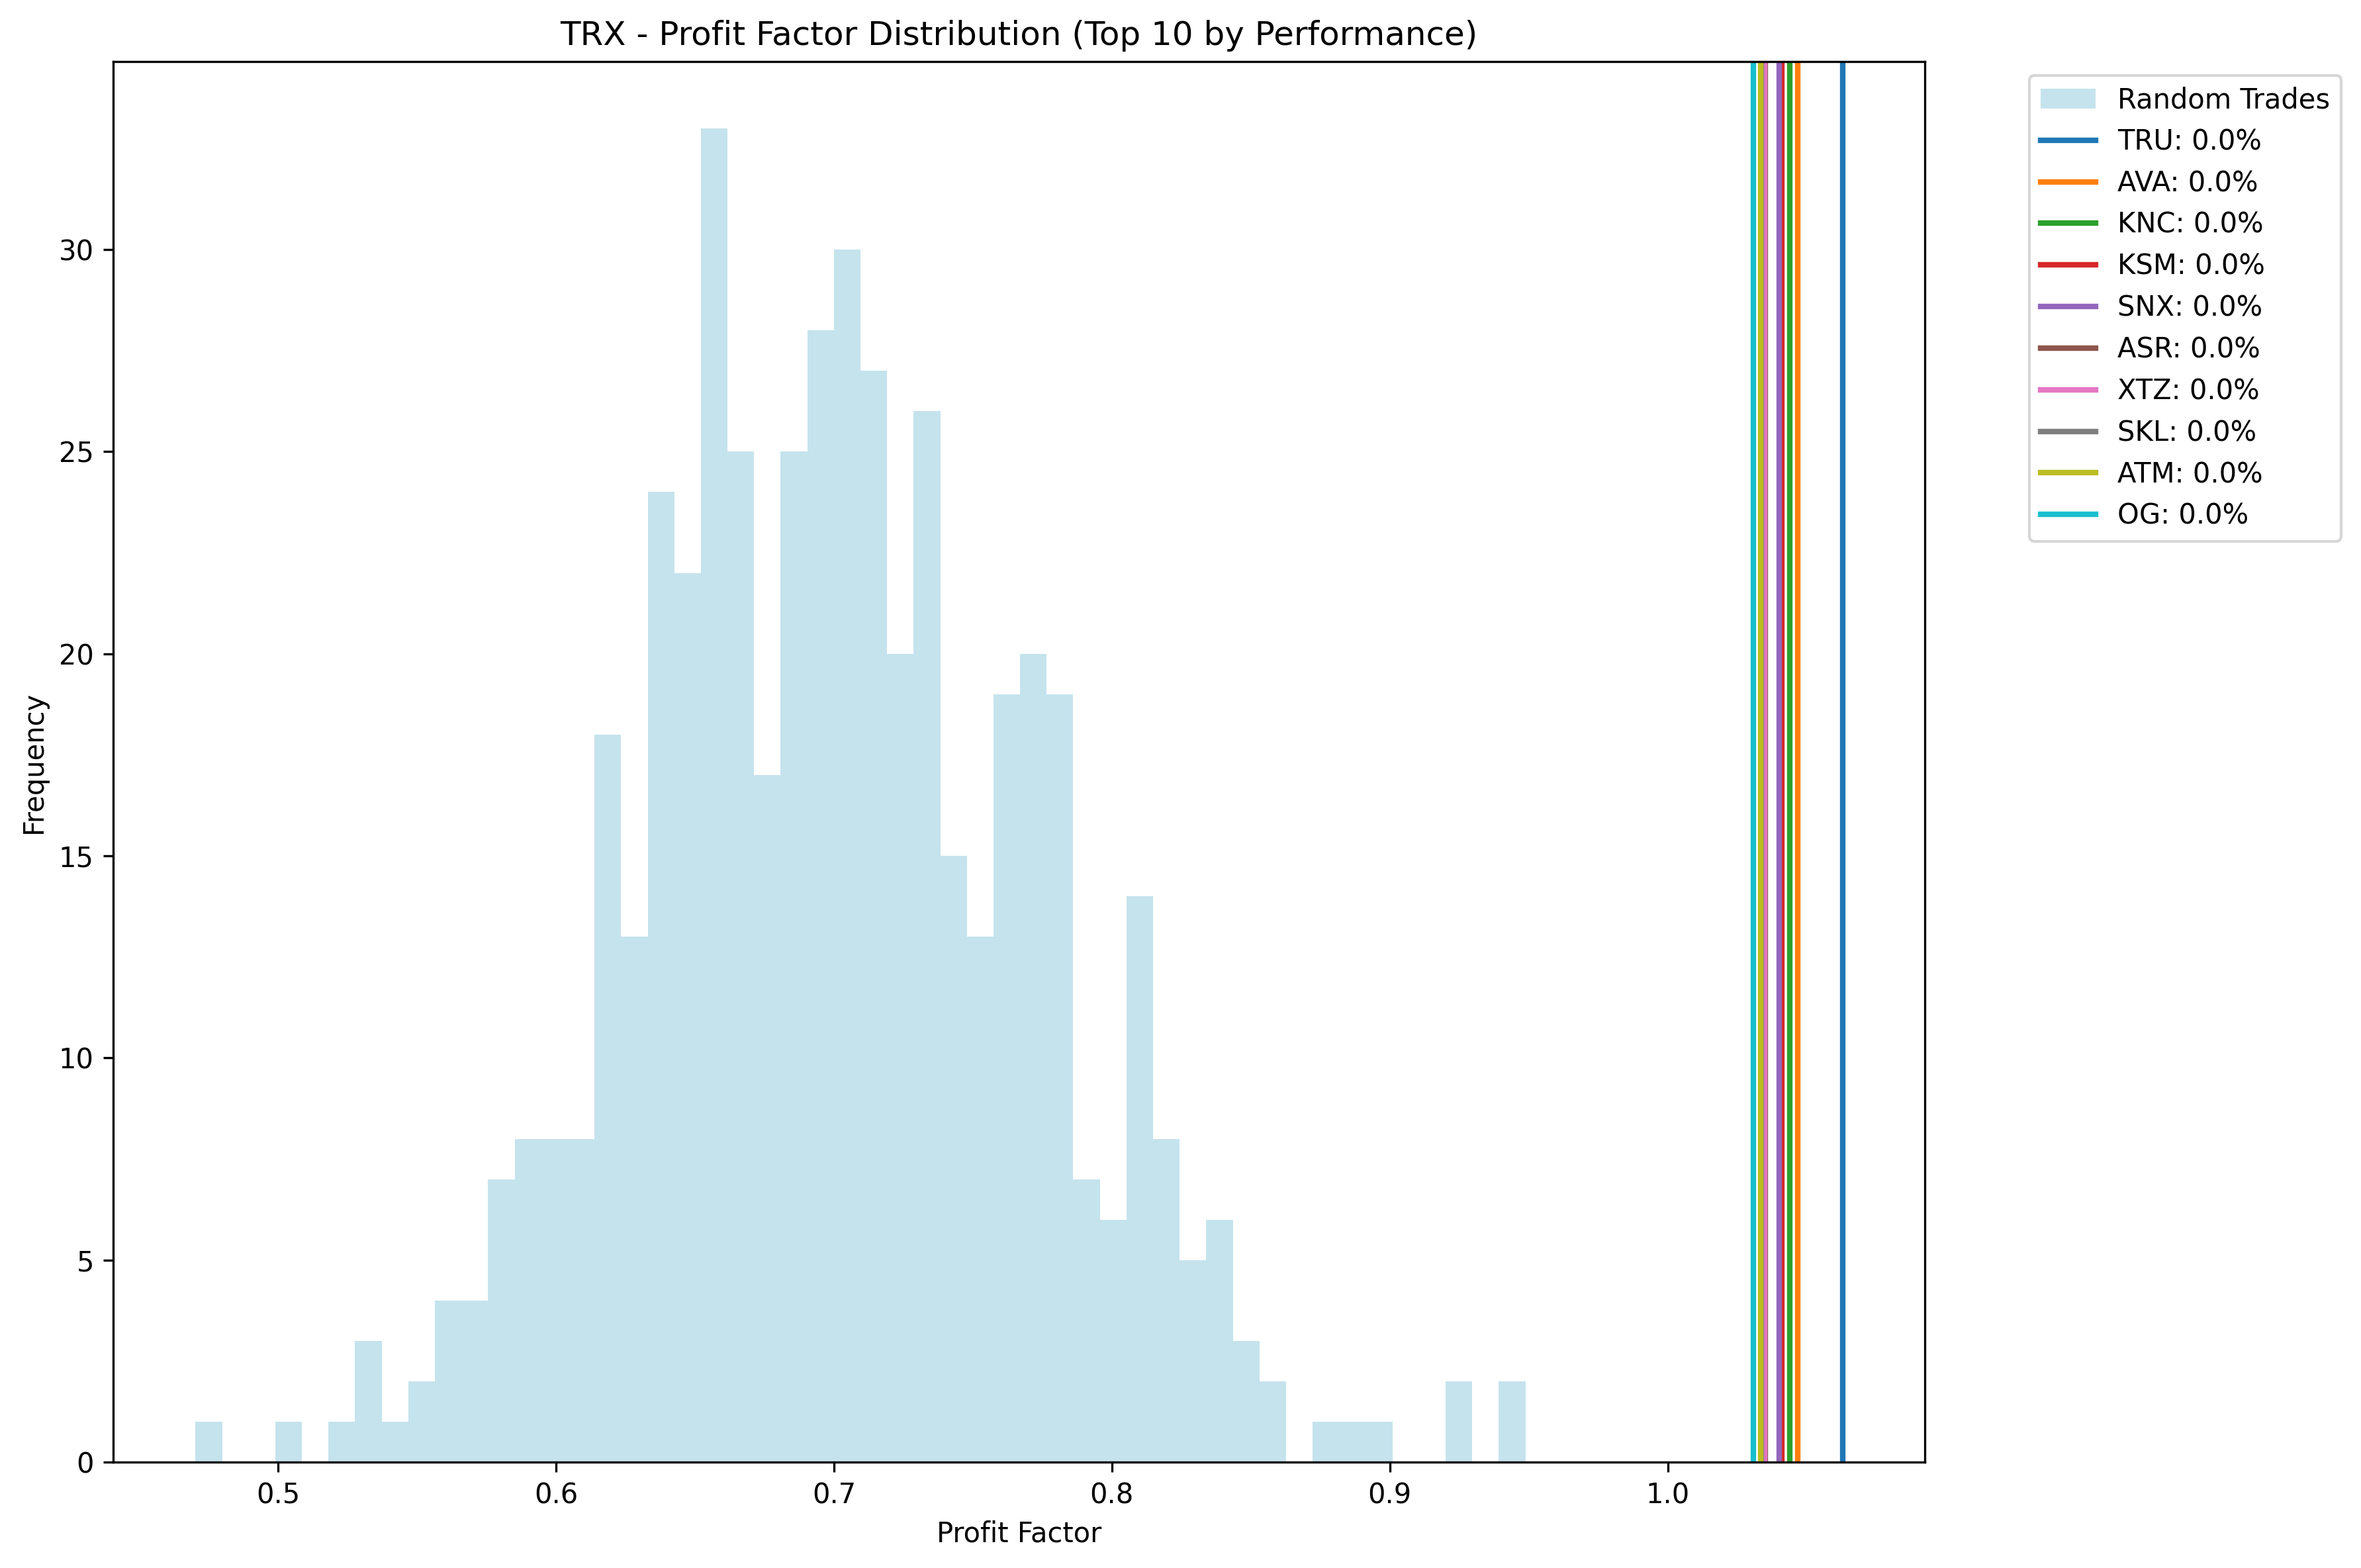 TRX - Profit Factor Distribution (Top 10 by Performance)
Frequency
30
25
20
15
10
5
0
0.5
0.6
0.7
0.8
0.9
1.0
Profit Factor
Random Trades
TRU: 0.0%
AVA: 0.0%
KNC: 0.0%
KSM: 0.0%
SNX: 0.0%
ASR: 0.0%
XTZ: 0.0%
SKL: 0.0%
ATM: 0.0%
OG: 0.0%